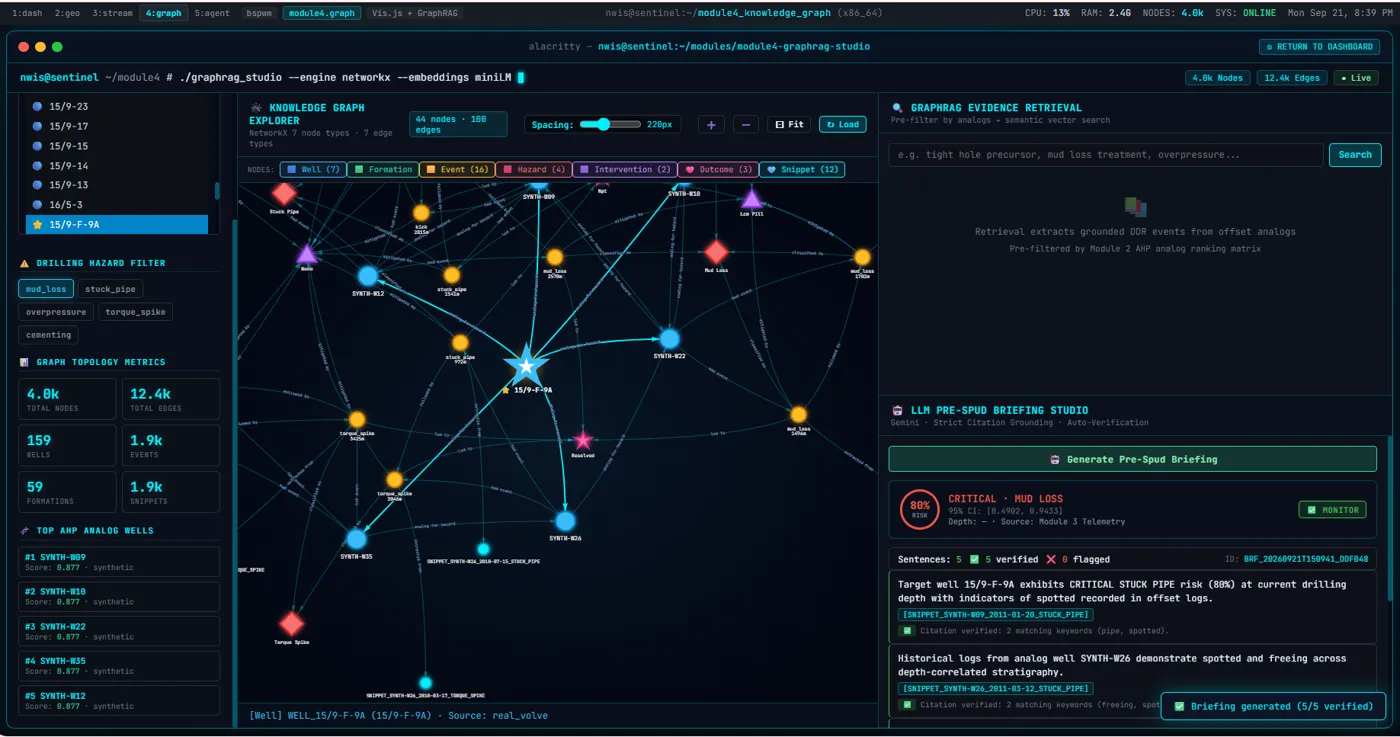 1:dash 2:geo 3:stream 4:graph 5:agent bspwm module4.graph Vis.js + GraphRAG
nwis@sentinel:~/module4_knowledge_graph (x86_64)
CPU: 13% RAM: 2.4G NODES: 4.0k SYS: ONLINE Mon Sep 21, 8:39 PM
alacritty — nwis@sentinel:~/modules/module4-graphrag-studio
RETURN TO DASHBOARD
nwis@sentinel ~/module4 # ./graphrag_studio --engine networkx --embeddings miniLM
4.0k Nodes 12.4k Edges Live
15/9-23
15/9-17
15/9-15
15/9-14
15/9-13
16/5-3
15/9-F-9A
DRILLING HAZARD FILTER
mud_loss stuck_pipe
overpressure torque_spike
cementing
GRAPH TOPOLOGY METRICS
4.0k
TOTAL NODES
12.4k
TOTAL EDGES
159
WELLS
1.9k
EVENTS
59
FORMATIONS
1.9k
SNIPPETS
TOP AHP ANALOG WELLS
#1 SYNTH-W09
Score: 0.877 · synthetic
#2 SYNTH-W10
Score: 0.877 · synthetic
#3 SYNTH-W22
Score: 0.877 · synthetic
#4 SYNTH-W35
Score: 0.877 · synthetic
#5 SYNTH-W12
Score: 0.877 · synthetic
KNOWLEDGE GRAPH
EXPLORER
NetworkX 7 node types · 7 edge
types
44 nodes · 100
edges
Spacing: 220px
+ − Fit Load
NODES: Well (7) Formation Event (16) Hazard (4) Intervention (2) Outcome (3) Snippet (12)
Stuck Pipe
kick
2815m
SYNTH-W09
SYNTH-W10
Lcm Pill
None
SYNTH-W12
stuck_pipe
1541m
mud_loss
2570m
Mud Loss
mud_loss
1702m
stuck_pipe
972m
SYNTH-W22
15/9-F-9A
torque_spike
3425m
mud_loss
1496m
Resolved
torque_spike
3046m
SYNTH-W35
SYNTH-W26
SNIPPET_SYNTH-W26_2010-07-15_STUCK_PIPE
QUE_SPIKE
Torque Spike
SNIPPET_SYNTH-W26_2010-03-17_TORQUE_SPIKE
[Well] WELL_15/9-F-9A (15/9-F-9A) · Source: real_volve
GRAPHRAG EVIDENCE RETRIEVAL
Pre-filter by analogs → semantic vector search
e.g. tight hole precursor, mud loss treatment, overpressure...
Search
Retrieval extracts grounded DDR events from offset analogs
Pre-filtered by Module 2 AHP analog ranking matrix
LLM PRE-SPUD BRIEFING STUDIO
Gemini · Strict Citation Grounding · Auto-Verification
Generate Pre-Spud Briefing
80%
RISK
CRITICAL · MUD LOSS
95% CI: [0.4902, 0.9433]
Depth: — · Source: Module 3 Telemetry
MONITOR
Sentences: 5 5 verified 0 flagged
ID: BRF_20260921T150941_DDF048
Target well 15/9-F-9A exhibits CRITICAL STUCK PIPE risk (80%) at current drilling
depth with indicators of spotted recorded in offset logs.
[SNIPPET_SYNTH-W09_2011-01-20_STUCK_PIPE]
Citation verified: 2 matching keywords (pipe, spotted).
Historical logs from analog well SYNTH-W26 demonstrate spotted and freeing across
depth-correlated stratigraphy.
[SNIPPET_SYNTH-W26_2011-03-12_STUCK_PIPE]
Citation verified: 2 matching keywords (freeing, spot
Briefing generated (5/5 verified)